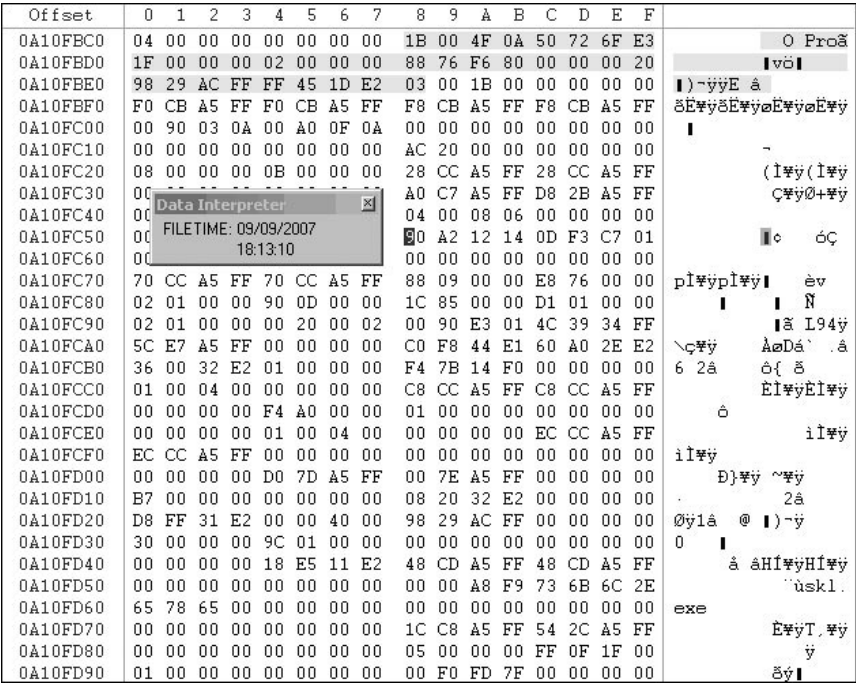 Offset 0 1 2 3 4 5 6 7 8 9 A B C D E F
0A10FBC0 04 00 00 00 00 00 00 00 1B 00 4F 0A 50 72 6F E3 O Proã
0A10FBD0 1F 00 00 00 02 00 00 00 88 76 F6 80 00 00 00 20 ▌vö▌
0A10FBE0 98 29 AC FF FF 45 1D E2 03 00 1B 00 00 00 00 00 ▌)¬ÿÿE â
0A10FBF0 F0 CB A5 FF F0 CB A5 FF F8 CB A5 FF F8 CB A5 FF ðË¥ÿðË¥ÿøË¥ÿøË¥ÿ
0A10FC00 00 90 03 0A 00 A0 0F 0A 00 00 00 00 00 00 00 00 ▌
0A10FC10 00 00 00 00 00 00 00 00 AC 20 00 00 00 00 00 00 ¬
0A10FC20 08 00 00 00 0B 00 00 00 28 CC A5 FF 28 CC A5 FF (Ì¥ÿ(Ì¥ÿ
0A10FC30 00 A0 C7 A5 FF D8 2B A5 FF Ç¥ÿØ+¥ÿ
0A10FC40 00 04 00 08 06 00 00 00 00
0A10FC50 00 90 A2 12 14 0D F3 C7 01 ▌¢ óÇ
0A10FC60 00 00 00 00 00 00 00 00 00
Data Interpreter
FILETIME: 09/09/2007
18:13:10
0A10FC70 70 CC A5 FF 70 CC A5 FF 88 09 00 00 E8 76 00 00 pÌ¥ÿpÌ¥ÿ▌ èv
0A10FC80 02 01 00 00 90 0D 00 00 1C 85 00 00 D1 01 00 00 ▌ ▌ Ñ
0A10FC90 02 01 00 00 00 20 00 02 00 90 E3 01 4C 39 34 FF ▌ã L94ÿ
0A10FCA0 5C E7 A5 FF 00 00 00 00 C0 F8 44 E1 60 A0 2E E2 \ç¥ÿ ÀøDá` .â
0A10FCB0 36 00 32 E2 01 00 00 00 F4 7B 14 F0 00 00 00 00 6 2â ô{ ð
0A10FCC0 01 00 04 00 00 00 00 00 C8 CC A5 FF C8 CC A5 FF ÈÌ¥ÿÈÌ¥ÿ
0A10FCD0 00 00 00 00 F4 A0 00 00 01 00 00 00 00 00 00 00 ô
0A10FCE0 00 00 00 00 01 00 04 00 00 00 00 00 EC CC A5 FF ìÌ¥ÿ
0A10FCF0 EC CC A5 FF 00 00 00 00 00 00 00 00 00 00 00 00 ìÌ¥ÿ
0A10FD00 00 00 00 00 D0 7D A5 FF 00 7E A5 FF 00 00 00 00 Ð}¥ÿ ~¥ÿ
0A10FD10 B7 00 00 00 00 00 00 00 08 20 32 E2 00 00 00 00 · 2â
0A10FD20 D8 FF 31 E2 00 00 40 00 98 29 AC FF 00 00 00 00 Øÿ1â @ ▌)¬ÿ
0A10FD30 30 00 00 00 9C 01 00 00 00 00 00 00 00 00 00 00 0 ▌
0A10FD40 00 00 00 00 18 E5 11 E2 48 CD A5 FF 48 CD A5 FF å âHÍ¥ÿHÍ¥ÿ
0A10FD50 00 00 00 00 00 00 00 00 00 00 A8 F9 73 6B 6C 2E ¨ùskl.
0A10FD60 65 78 65 00 00 00 00 00 00 00 00 00 00 00 00 00 exe
0A10FD70 00 00 00 00 00 00 00 00 1C C8 A5 FF 54 2C A5 FF È¥ÿT,¥ÿ
0A10FD80 00 00 00 00 00 00 00 00 05 00 00 00 FF 0F 1F 00 ÿ
0A10FD90 01 00 00 00 00 00 00 00 00 F0 FD 7F 00 00 00 00 ðý▌